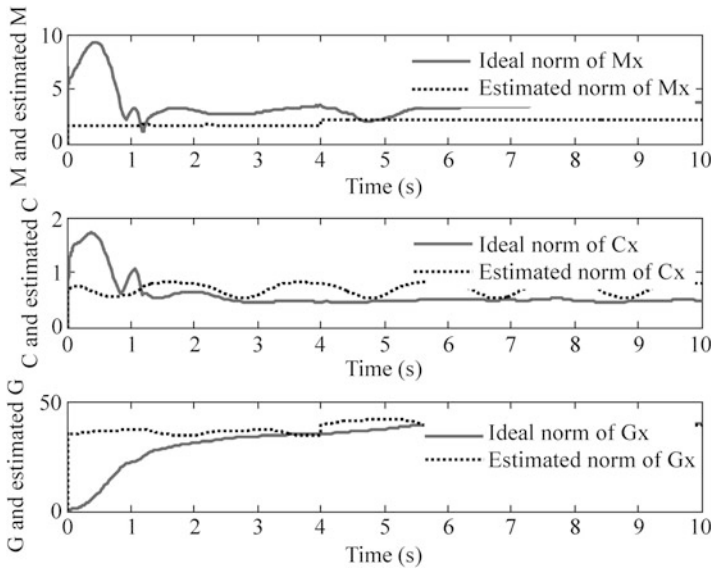 M and estimated M
10
5
0
Ideal norm of Mx
Estimated norm of Mx
0 1 2 3 4 5 6 7 8 9 10
Time (s)
C and estimated C
2
1
0
Ideal norm of Cx
Estimated norm of Cx
0 1 2 3 4 5 6 7 8 9 10
Time (s)
G and estimated G
50
0
Ideal norm of Gx
Estimated norm of Gx
0 1 2 3 4 5 6 7 8 9 10
Time (s)